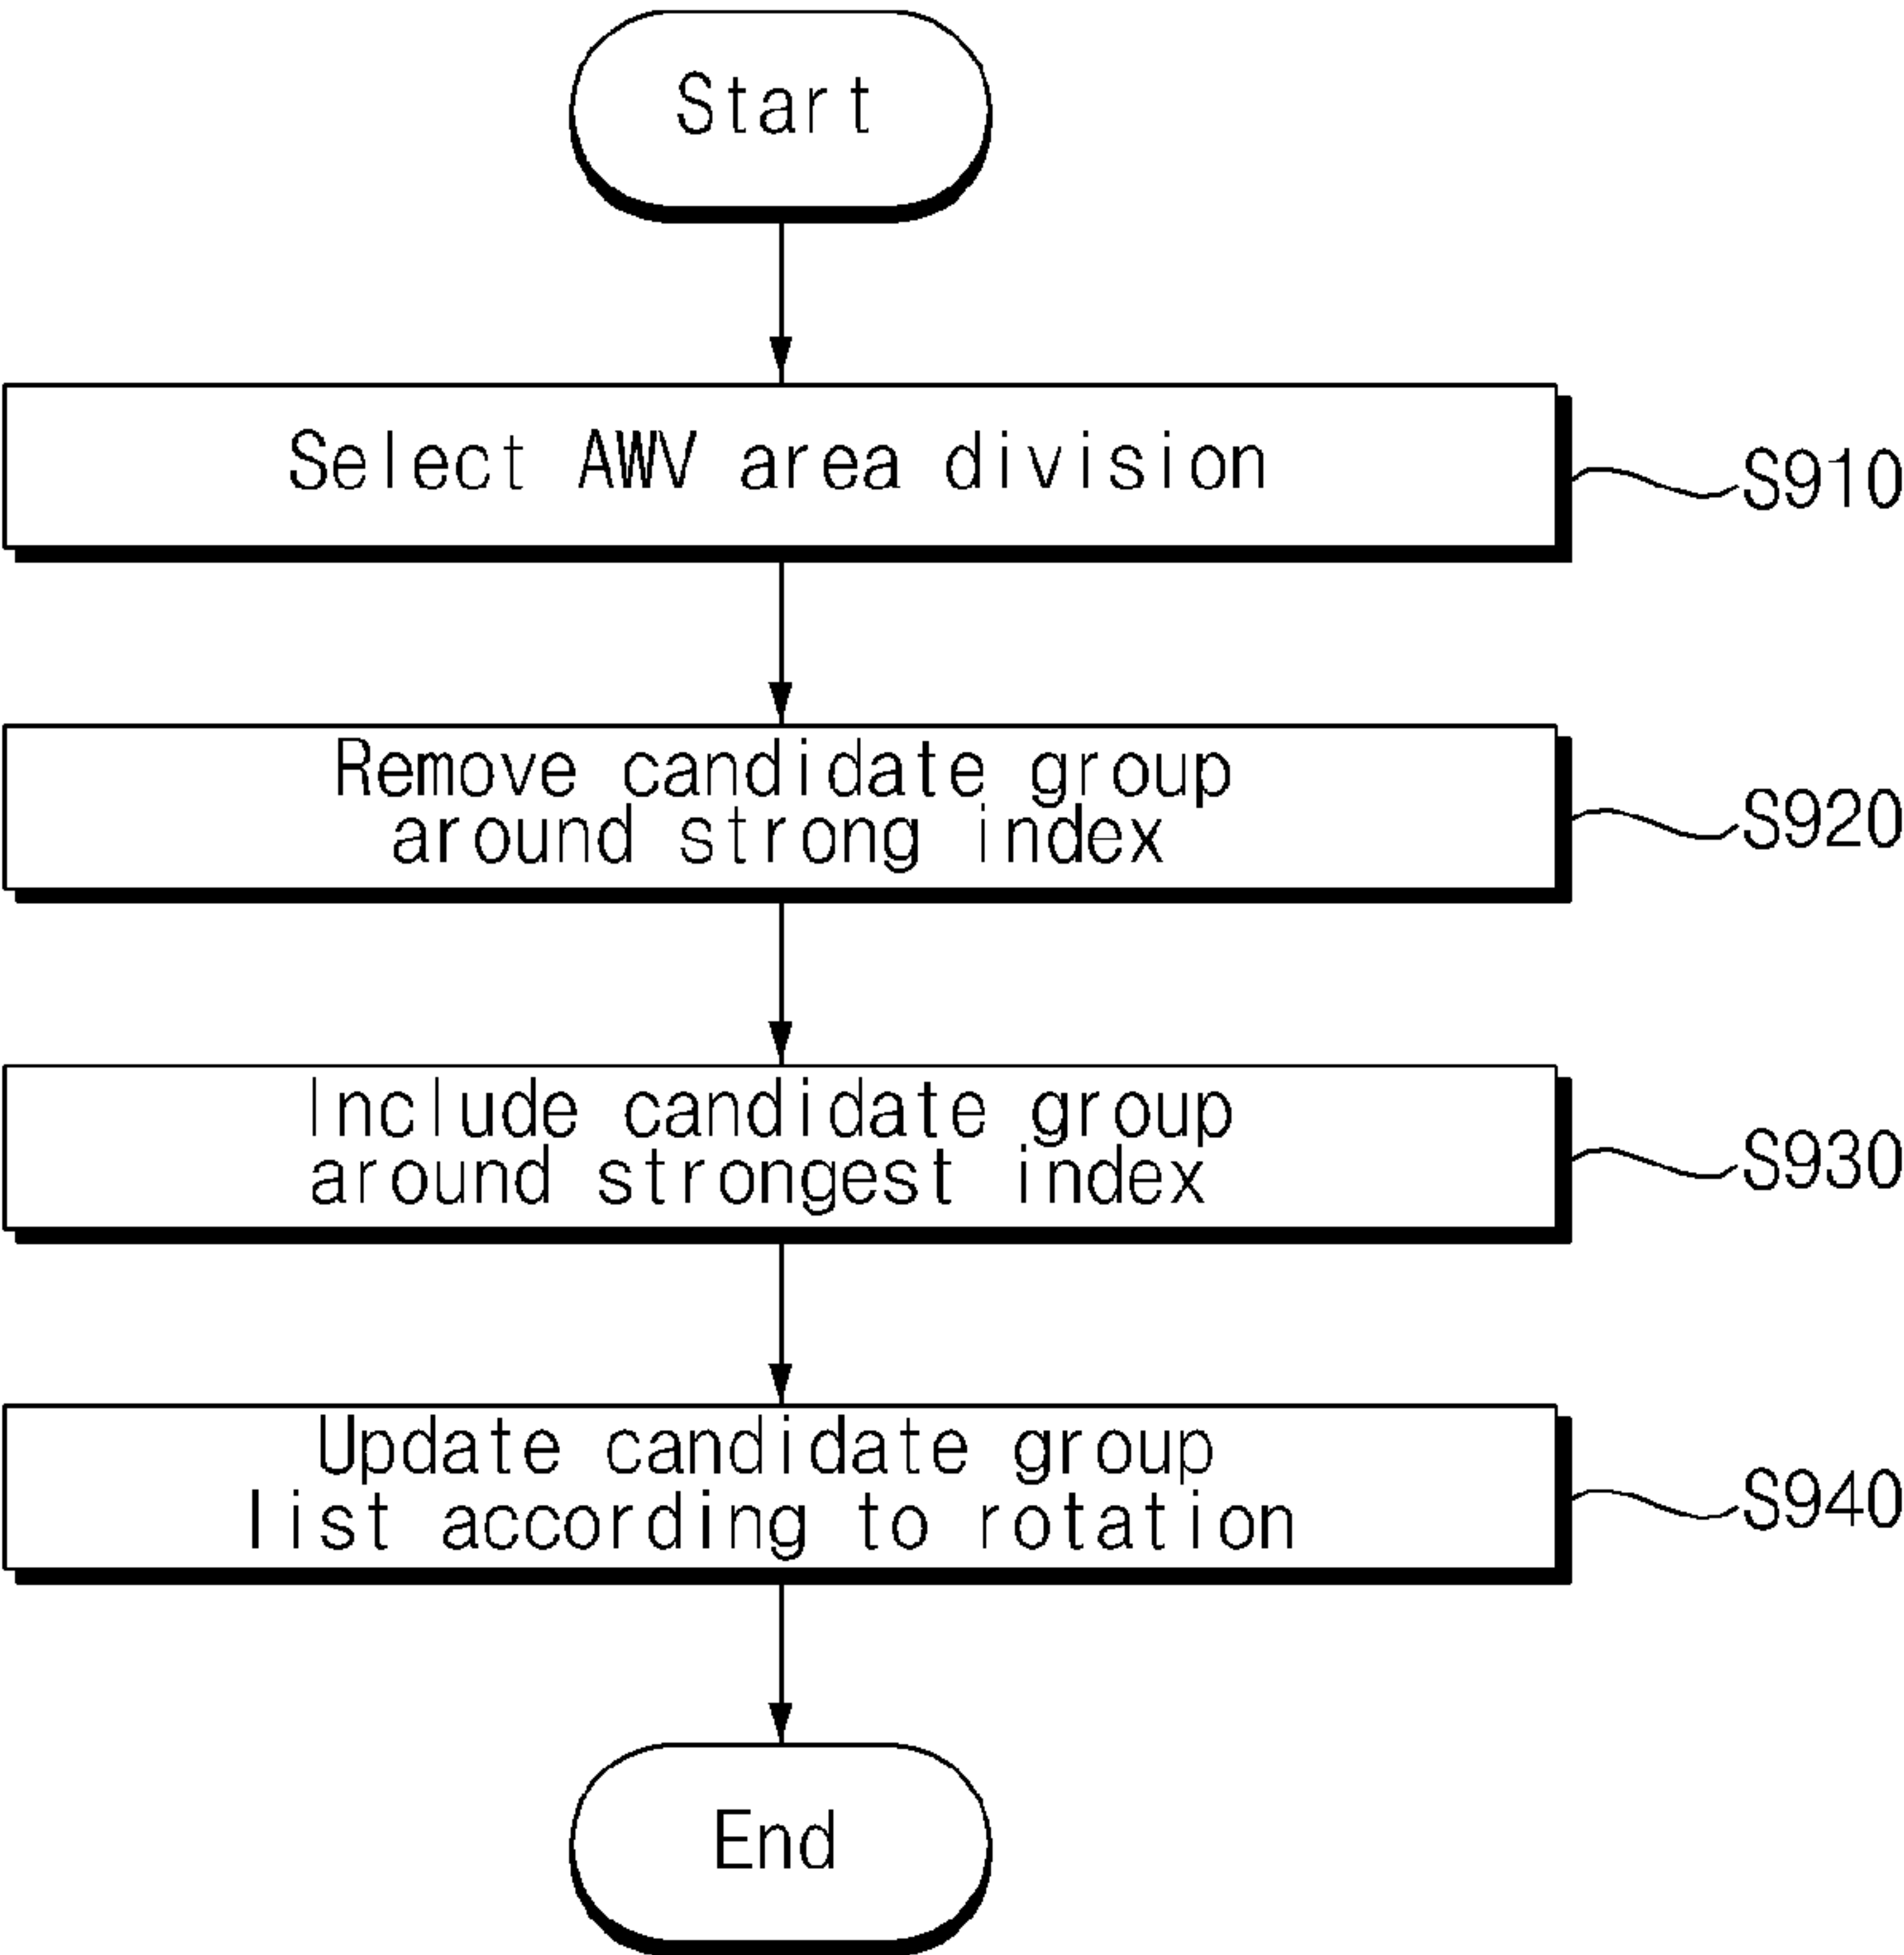 Start
Select AWV area division
S910
Remove candidate group
around strong index
S920
Include candidate group
around strongest index
S930
Update candidate group
list according to rotation
S940
End